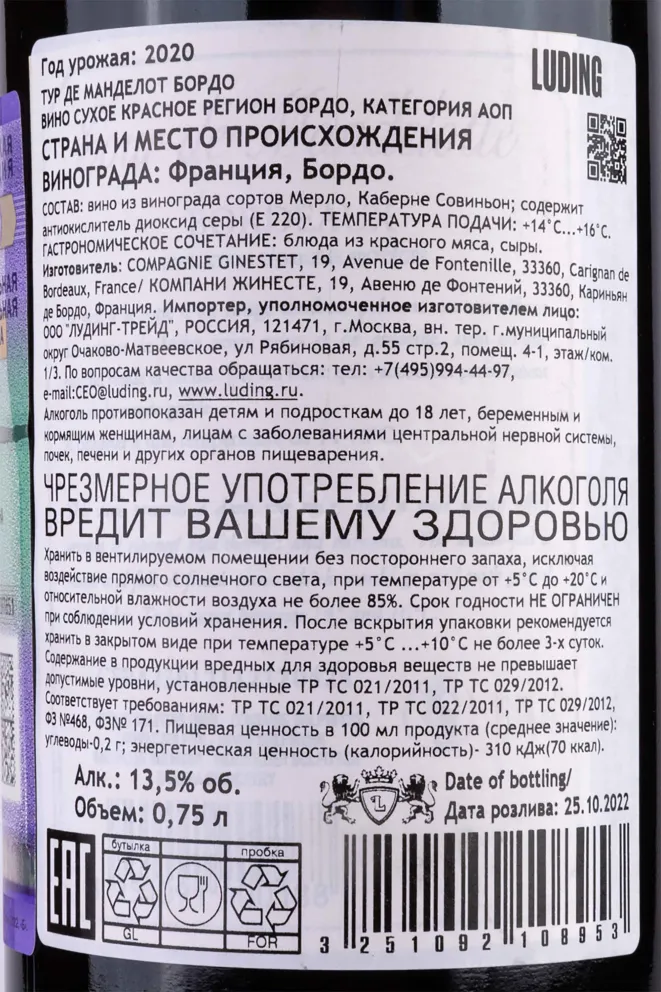 Год урожая: 2020
LUDING
ТУР ДЕ МАНДЕЛОТ БОРДО
ВИНО СУХОЕ КРАСНОЕ РЕГИОН БОРДО, КАТЕГОРИЯ АОП
СТРАНА И МЕСТО ПРОИСХОЖДЕНИЯ
ВИНОГРАДА: Франция, Бордо.
СОСТАВ: вино из винограда сортов Мерло, Каберне Совиньон; содержит
антиокислитель диоксид серы (Е 220). ТЕМПЕРАТУРА ПОДАЧИ: +14°С...+16°С.
ГАСТРОНОМИЧЕСКОЕ СОЧЕТАНИЕ: блюда из красного мяса, сыры.
Изготовитель: COMPAGNIE GINESTET, 19, Avenue de Fontenille, 33360, Carignan de
Bordeaux, France/ КОМПАНИ ЖИНЕСТЕ, 19, Авеню де Фонтений, 33360, Кариньян
де Бордо, Франция. Импортер, уполномоченное изготовителем лицо:
ООО "ЛУДИНГ-ТРЕЙД", РОССИЯ, 121471, г.Москва, вн. тер. г.муниципальный
округ Очаково-Матвеевское, ул Рябиновая, д.55 стр.2, помещ. 4-1, этаж/ком.
1/3. По вопросам качества обращаться: тел: +7(495)994-44-97,
e-mail:CEO@luding.ru, www.luding.ru.
Алкоголь противопоказан детям и подросткам до 18 лет, беременным и
кормящим женщинам, лицам с заболеваниями центральной нервной системы,
почек, печени и других органов пищеварения.
ЧРЕЗМЕРНОЕ УПОТРЕБЛЕНИЕ АЛКОГОЛЯ
ВРЕДИТ ВАШЕМУ ЗДОРОВЬЮ
Хранить в вентилируемом помещении без постороннего запаха, исключая
воздействие прямого солнечного света, при температуре от +5°С до +20°С и
относительной влажности воздуха не более 85%. Срок годности НЕ ОГРАНИЧЕН
при соблюдении условий хранения. После вскрытия упаковки рекомендуется
хранить в закрытом виде при температуре +5°С ...+10°С не более 3-х суток.
Содержание в продукции вредных для здоровья веществ не превышает
допустимые уровни, установленные ТР ТС 021/2011, ТР ТС 029/2012.
Соответствует требованиям: ТР ТС 021/2011, ТР ТС 022/2011, ТР ТС 029/2012,
ФЗ №468, ФЗ№ 171. Пищевая ценность в 100 мл продукта (среднее значение):
углеводы-0,2 г; энергетическая ценность (калорийность)- 310 кДж(70 ккал).
Алк.: 13,5% об.
Объем: 0,75 л
L
Date of bottling/
Дата розлива: 25.10.2022
EAC
бутылка
GL
пробка
FOR
3 251092 108953